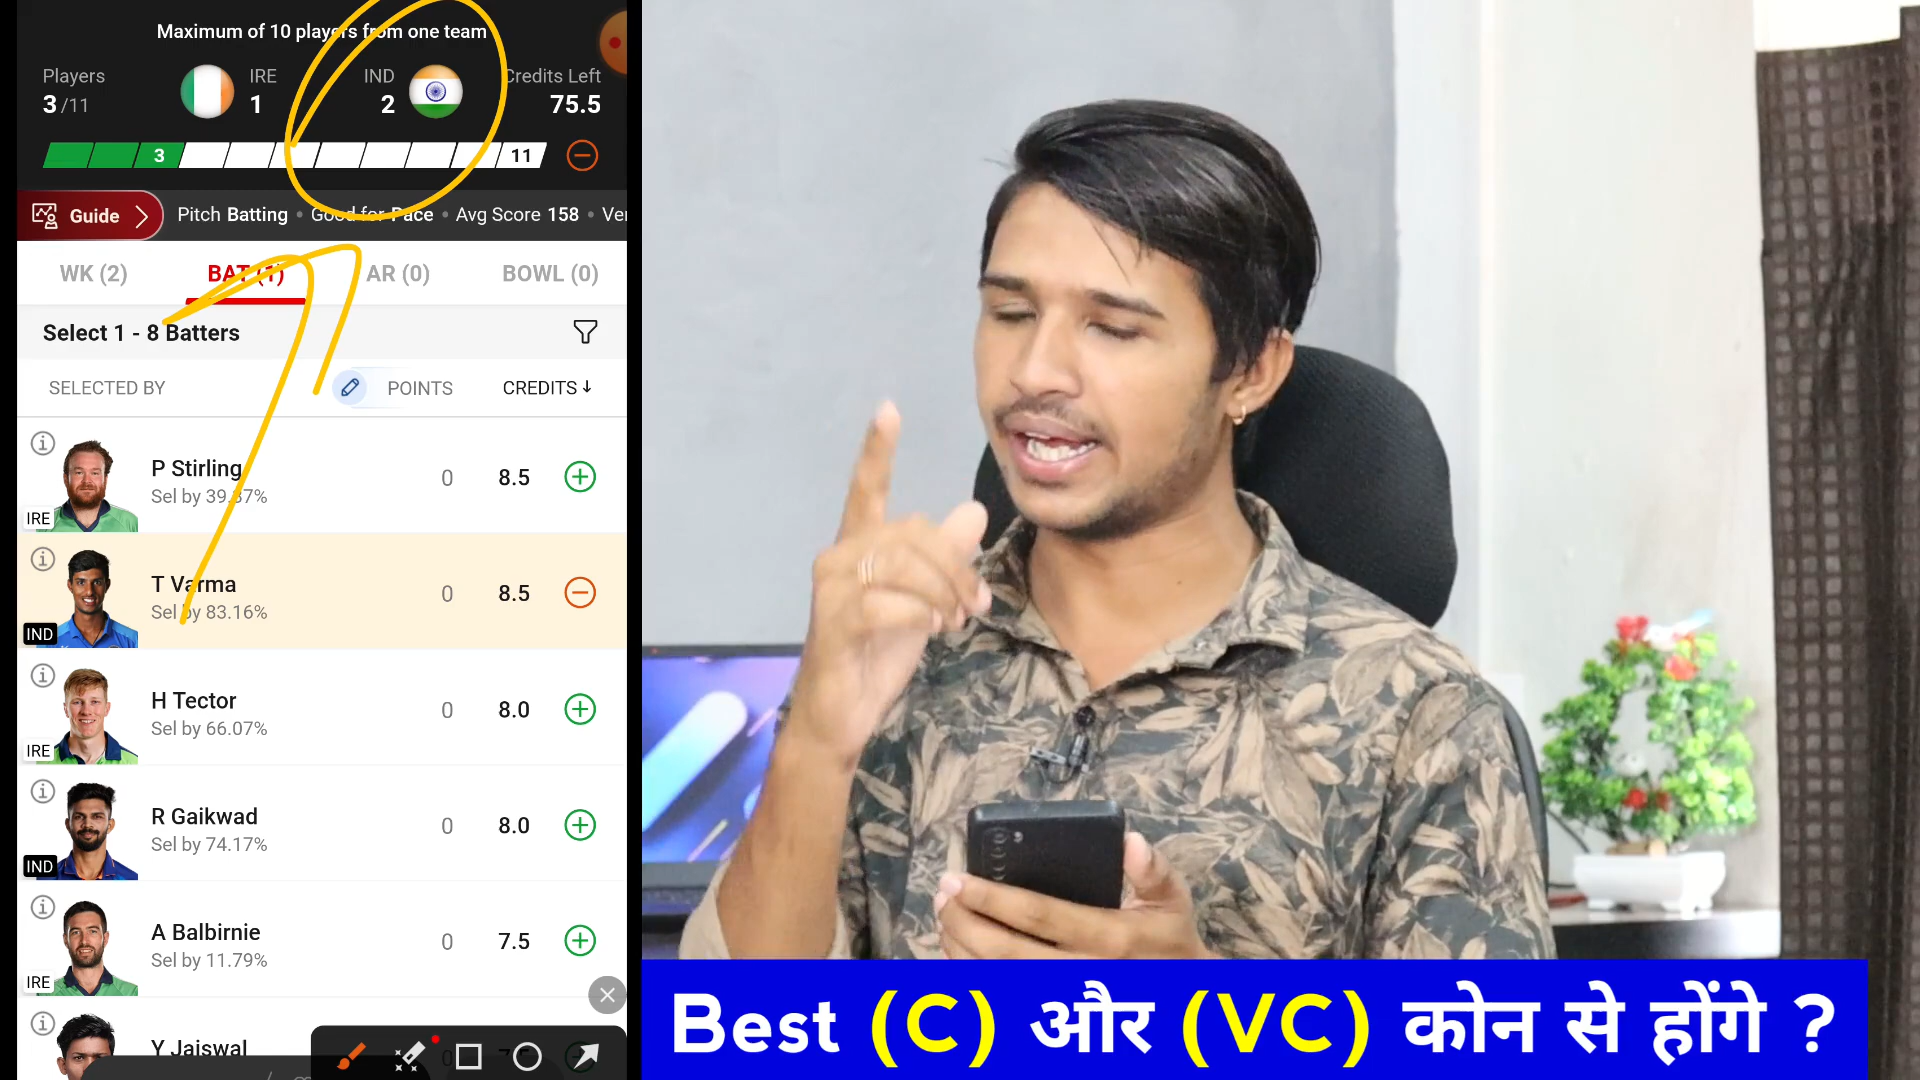 Maximum of 10 players from one team
Players IRE IND Credits Left
3/11 1 2 75.5
3 11
Guide Pitch Batting • Good for Pace • Avg Score 158 •
WK (2) BAT (1) AR (0) BOWL (0)
Select 1 - 8 Batters
SELECTED BY POINTS CREDITS↓
P Stirling 0 8.5
Sel by 39.37%
IRE
T Varma 0 8.5
Sel by 83.16%
IND
H Tector 0 8.0
Sel by 66.07%
IRE
R Gaikwad 0 8.0
Sel by 74.17%
IND
A Balbirnie 0 7.5
Sel by 11.79%
IRE
Y Jaiswal
Best (C) और (VC) कोन से होंगे ?